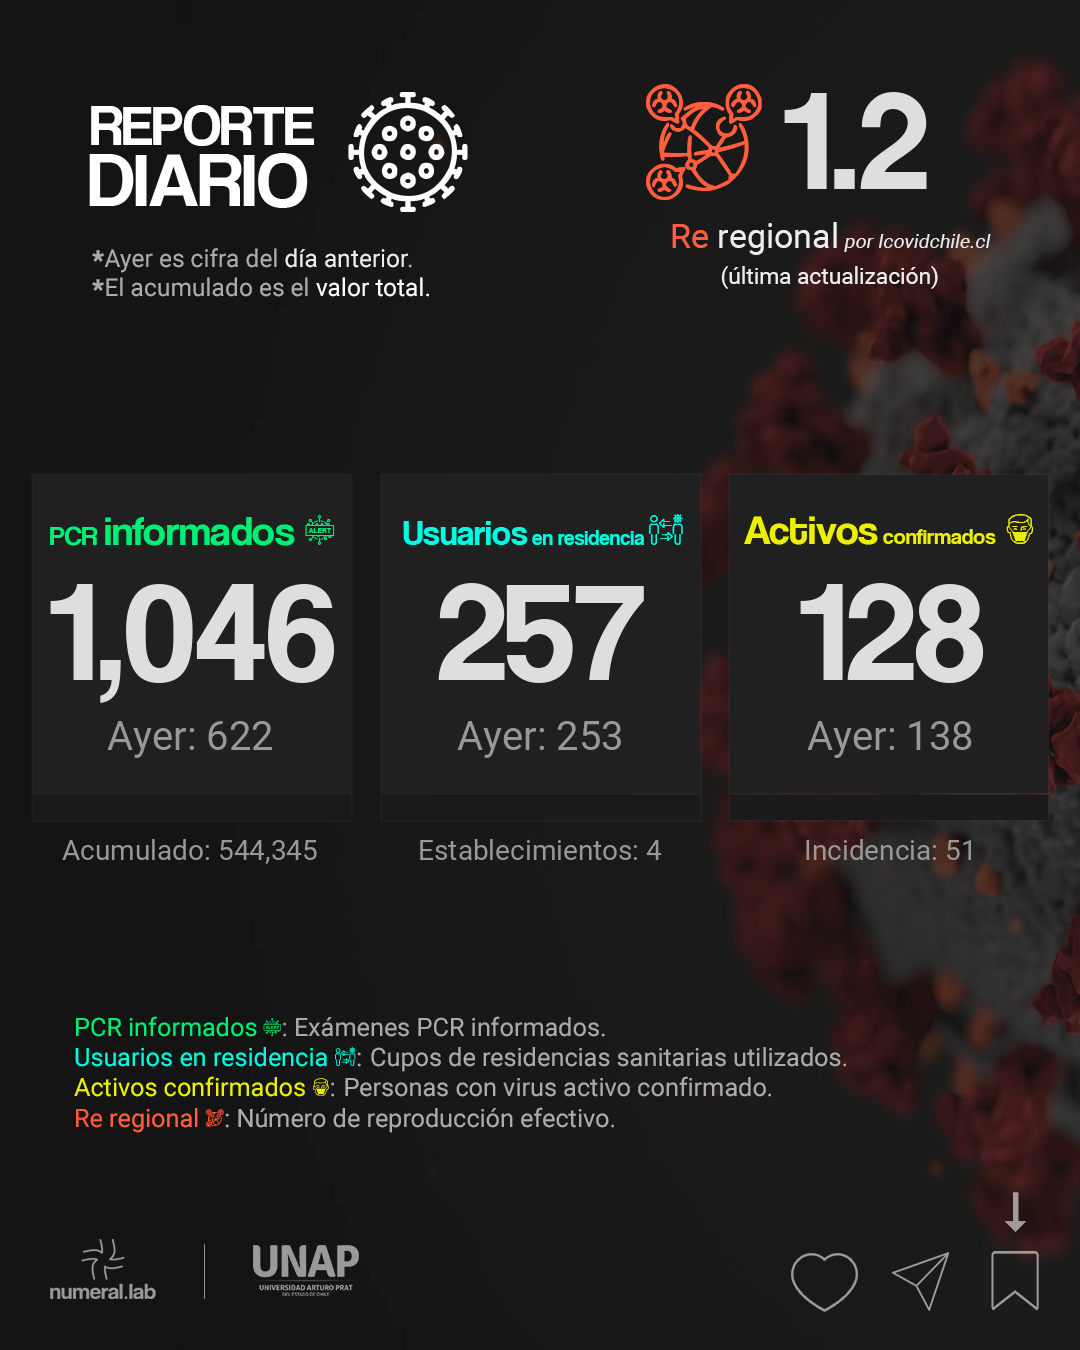 REPORTE
DIARIO
*Ayer es cifra del día anterior.
*El acumulado es el valor total.
1.2
Re regional por Icovidchile.cl
(última actualización)
PCR informados ALERT
1,046
Ayer: 622
Acumulado: 544,345
Usuarios en residencia
257
Ayer: 253
Establecimientos: 4
Activos confirmados
128
Ayer: 138
Incidencia: 51
PCR informados ALERT: Exámenes PCR informados.
Usuarios en residencia : Cupos de residencias sanitarias utilizados.
Activos confirmados : Personas con virus activo confirmado.
Re regional : Número de reproducción efectivo.
numeral.lab
UNAP
UNIVERSIDAD ARTURO PRAT
DEL ESTADO DE CHILE